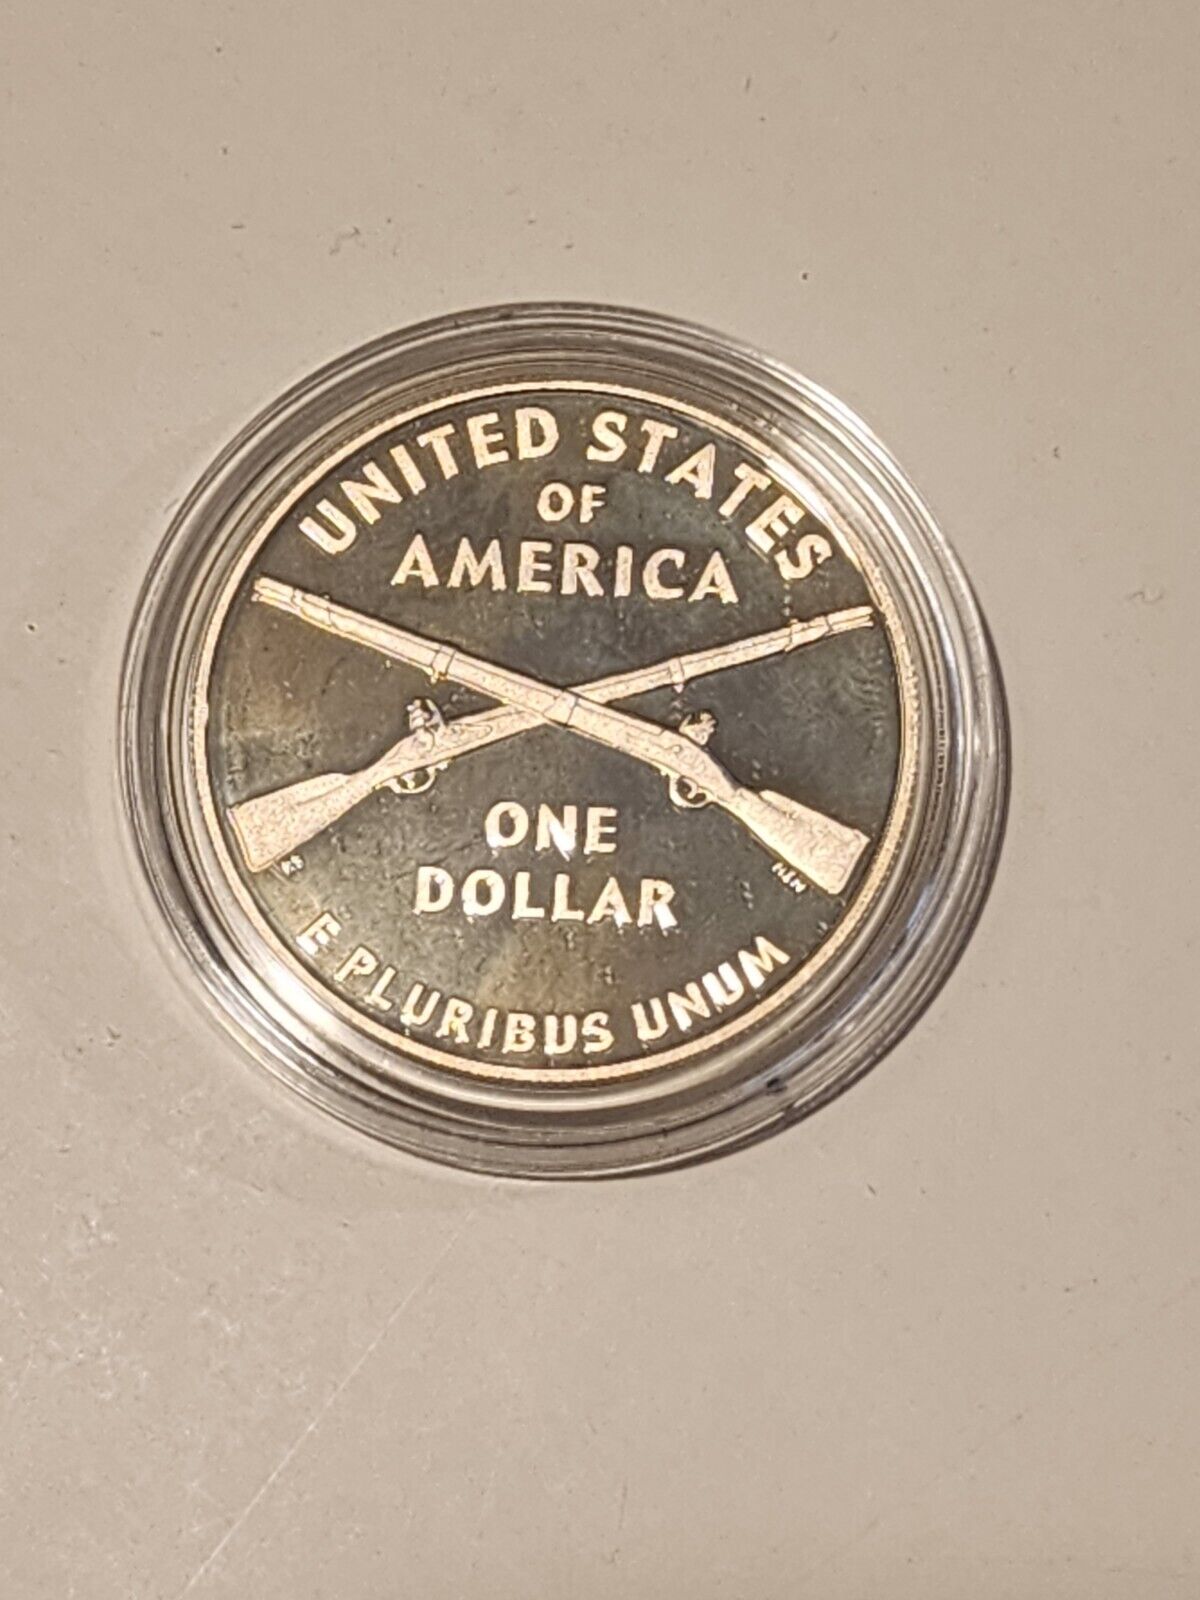 UNITED STATES
OF
AMERICA
ONE
DOLLAR
E PLURIBUS UNUM